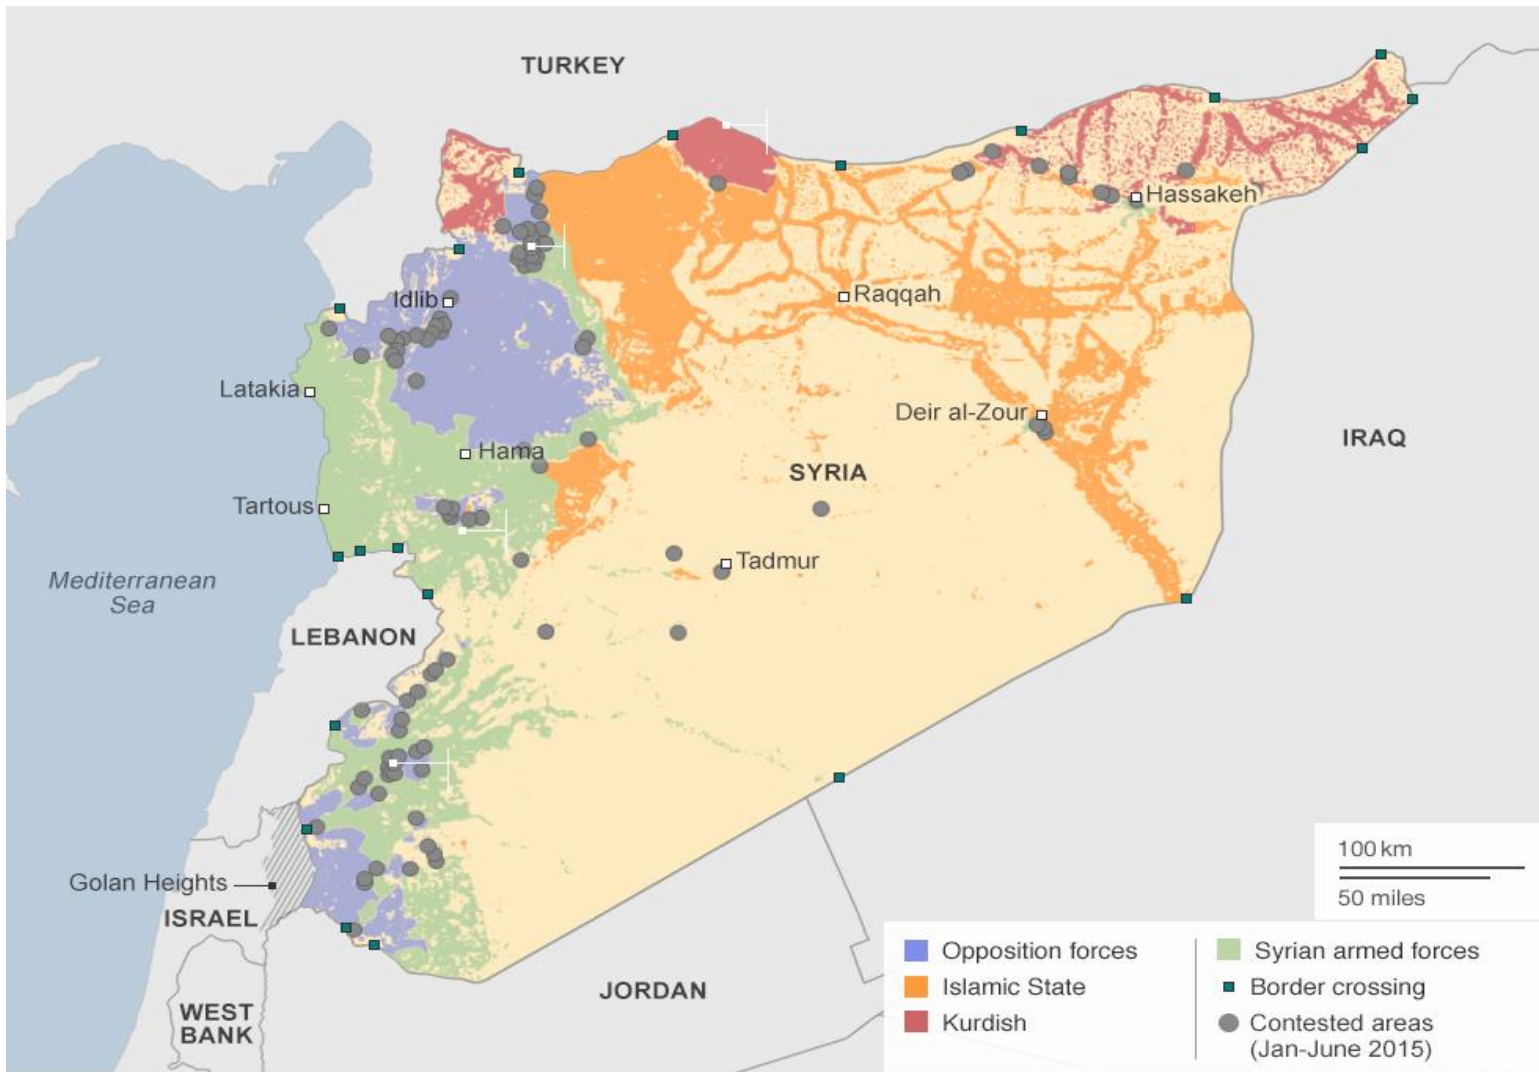 TURKEY
Hassakeh
Idlib
Raqqah
Latakia
Deir al-Zour
IRAQ
Hama
SYRIA
Tartous
Tadmur
Mediterranean
Sea
LEBANON
100 km
50 miles
Golan Heights
ISRAEL
JORDAN
WEST
BANK
Opposition forces
Islamic State
Kurdish
Syrian armed forces
Border crossing
Contested areas
(Jan-June 2015)